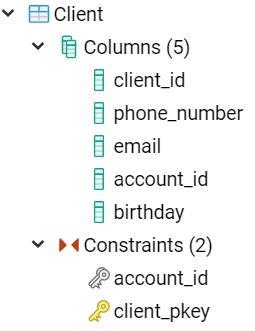 Client
Columns (5)
client_id
phone_number
email
account_id
birthday
Constraints (2)
account_id
client_pkey